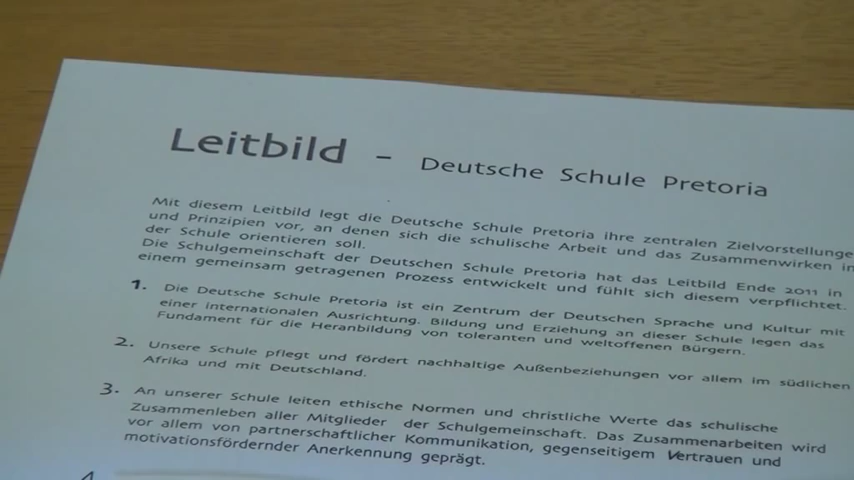 Leitbild – Deutsche Schule Pretoria
Mit diesem Leitbild legt die Deutsche Schule Pretoria ihre zentralen Zielvorstellunge
und Prinzipien vor, an denen sich die schulische Arbeit und das Zusammenwirken in
der Schule orientieren soll.
Die Schulgemeinschaft der Deutschen Schule Pretoria hat das Leitbild Ende 2011 in
einem gemeinsam getragenen Prozess entwickelt und fühlt sich diesem verpflichtet.
1. Die Deutsche Schule Pretoria ist ein Zentrum der Deutschen Sprache und Kultur mit
einer internationalen Ausrichtung. Bildung und Erziehung an dieser Schule legen das
Fundament für die Heranbildung von toleranten und weltoffenen Bürgern.
2. Unsere Schule pflegt und fördert nachhaltige Außenbeziehungen vor allem im südlichen
Afrika und mit Deutschland.
3. An unserer Schule leiten ethische Normen und christliche Werte das schulische
Zusammenleben aller Mitglieder der Schulgemeinschaft. Das Zusammenarbeiten wird
vor allem von partnerschaftlicher Kommunikation, gegenseitigem Vertrauen und
motivationsfördernder Anerkennung geprägt.